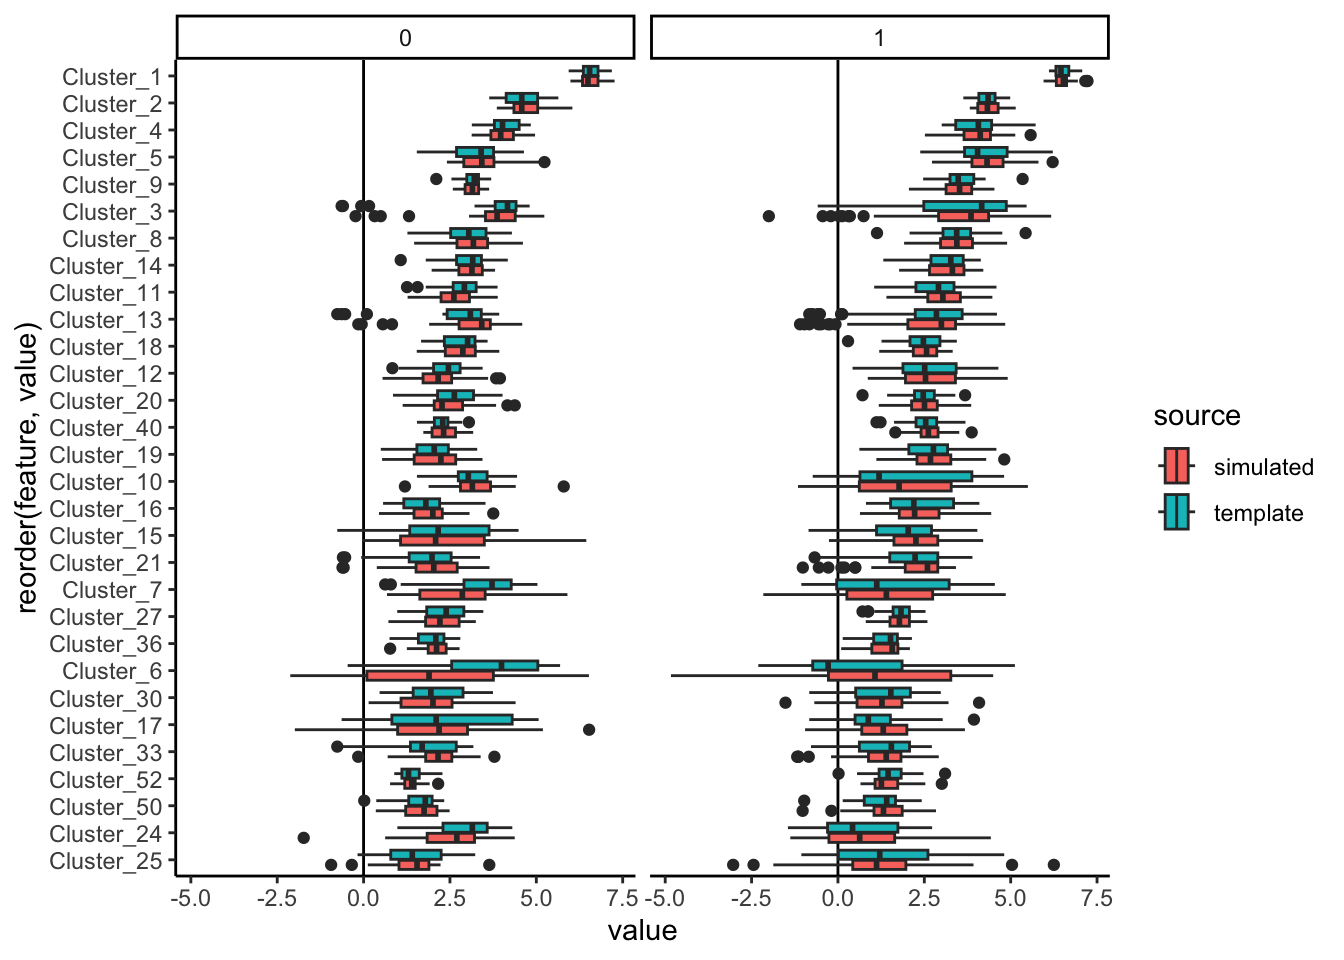 0
1
Cluster_1
Cluster_2
Cluster_4
Cluster_5
Cluster_9
Cluster_3
Cluster_8
Cluster_14
Cluster_11
Cluster_13
Cluster_18
Cluster_12
Cluster_20
Cluster_40
Cluster_19
Cluster_10
Cluster_16
Cluster_15
Cluster_21
Cluster_7
Cluster_27
Cluster_36
Cluster_6
Cluster_30
Cluster_17
Cluster_33
Cluster_52
Cluster_50
Cluster_24
Cluster_25
reorder(feature, value)
-5.0 -2.5 0.0 2.5 5.0 7.5
-5.0 -2.5 0.0 2.5 5.0 7.5
value
source
simulated
template